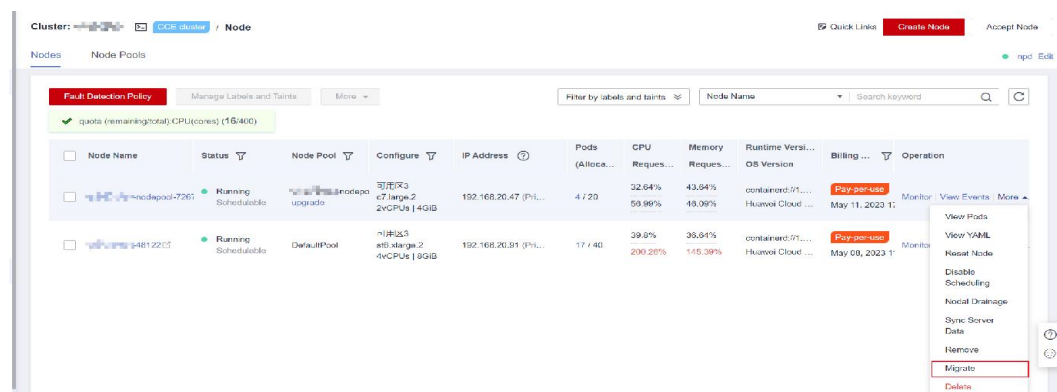 Cluster: CCE cluster / Node
Quick Links Create Node Accept Node
Nodes Node Pools
npd Edit
Fault Detection Policy Manage Labels and Taints More
Filter by labels and taints Node Name Search keyword
quota (remaining/total):CPU(cores) (16/400)
Node Name Status Node Pool Configure IP Address Pods (Alloca... CPU Reques... Memory Reques... Runtime Versi... OS Version Billing ... Operation
-nodepool-7267 Running Schedulable nodepo upgrade 可用区3 c7.large.2 2vCPUs | 4GiB 192.168.20.47 (Pri... 4 / 20 32.64% 56.99% 43.64% 46.09% containerd://1.... Huawei Cloud ... Pay-per-use May 11, 2023 17 Monitor View Events More
48122 Running Schedulable DefaultPool 可用区3 st6.xlarge.2 4vCPUs | 8GiB 192.168.20.91 (Pri... 17 / 40 39.8% 200.26% 36.64% 145.39% containerd://1.... Huawei Cloud ... Pay-per-use May 08, 2023 1 Monitor
View Pods
View YAML
Reset Node
Disable
Scheduling
Nodal Drainage
Sync Server
Data
Remove
Migrate
Delete